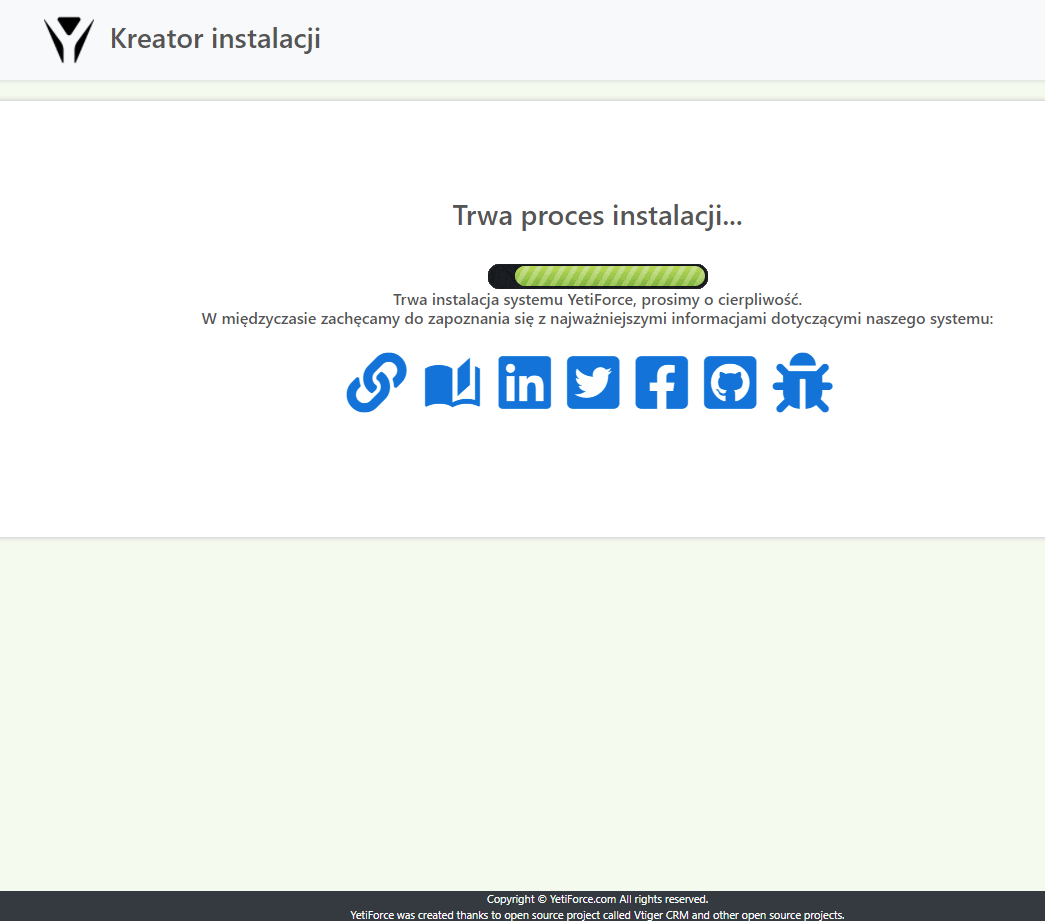 Kreator instalacji
Trwa proces instalacji...
Trwa instalacja systemu YetiForce, prosimy o cierpliwość.
W międzyczasie zachęcamy do zapoznania się z najważniejszymi informacjami dotyczącymi naszego systemu:
in
Copyright © YetiForce.com All rights reserved.
YetiForce was created thanks to open source project called Vtiger CRM and other open source projects.